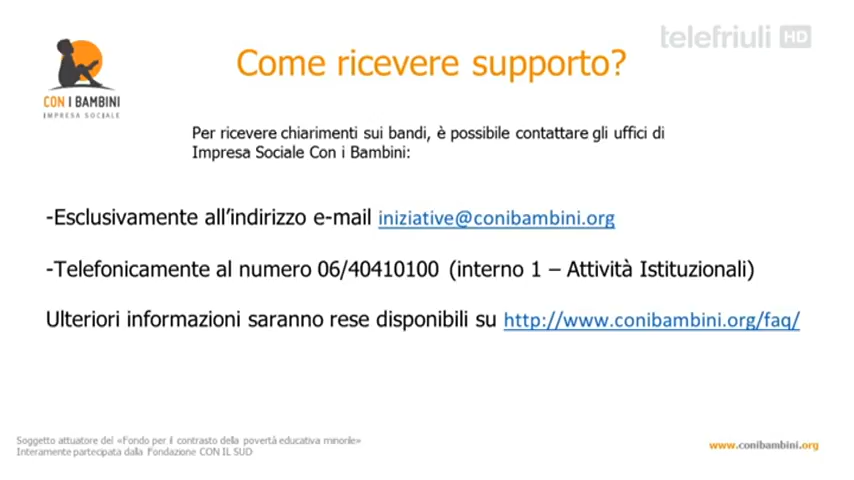 telefriuli HD
Come ricevere supporto?
CON I BAMBINI
IMPRESA SOCIALE
Per ricevere chiarimenti sui bandi, è possibile contattare gli uffici di
Impresa Sociale Con i Bambini:
-Esclusivamente all’indirizzo e-mail iniziative@conibambini.org
-Telefonicamente al numero 06/40410100 (interno 1 – Attività Istituzionali)
Ulteriori informazioni saranno rese disponibili su http://www.conibambini.org/faq/
Soggetto attuatore del «Fondo per il contrasto della povertà educativa minorile»
Interamente partecipata dalla Fondazione CON IL SUD
www.conibambini.org